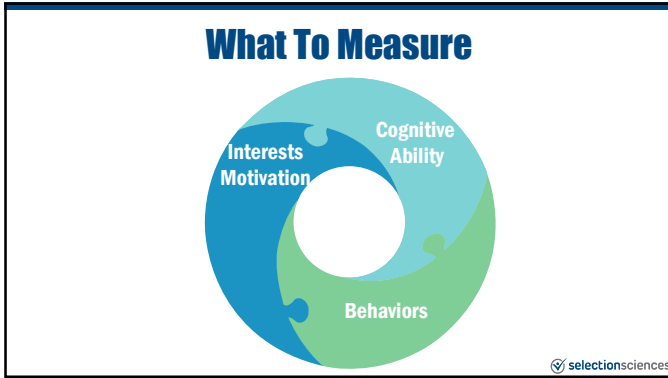 What To Measure
Cognitive
Ability
Interests
Motivation
Behaviors
selectionsciences